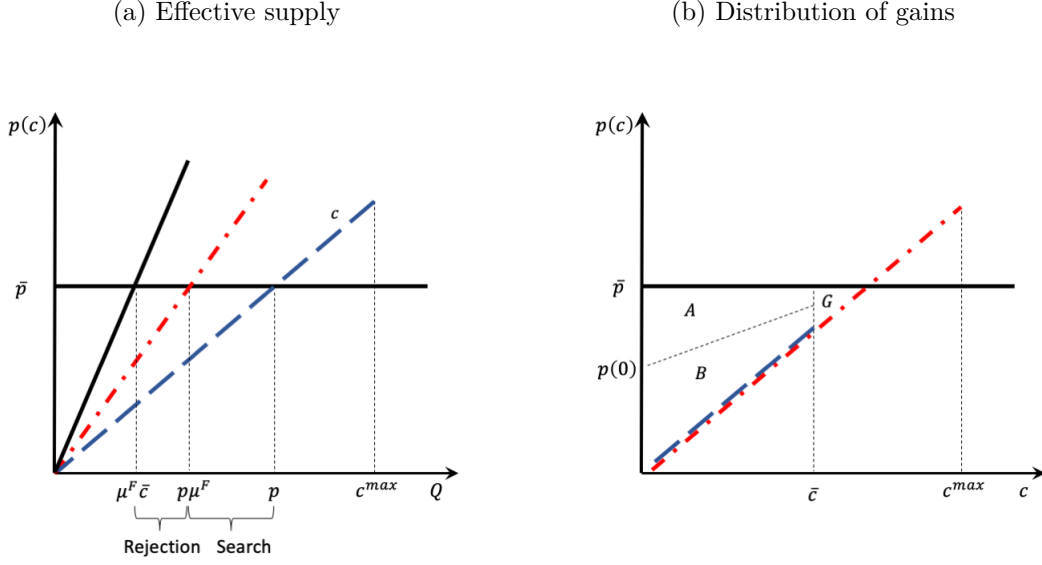 (a) Effective supply
p(c)
c
p̄
μ^F c̄
pμ^F
p
c^max
Q
Rejection
Search
(b) Distribution of gains
p(c)
p̄
A
G
p(0)
B
c̄
c^max
c